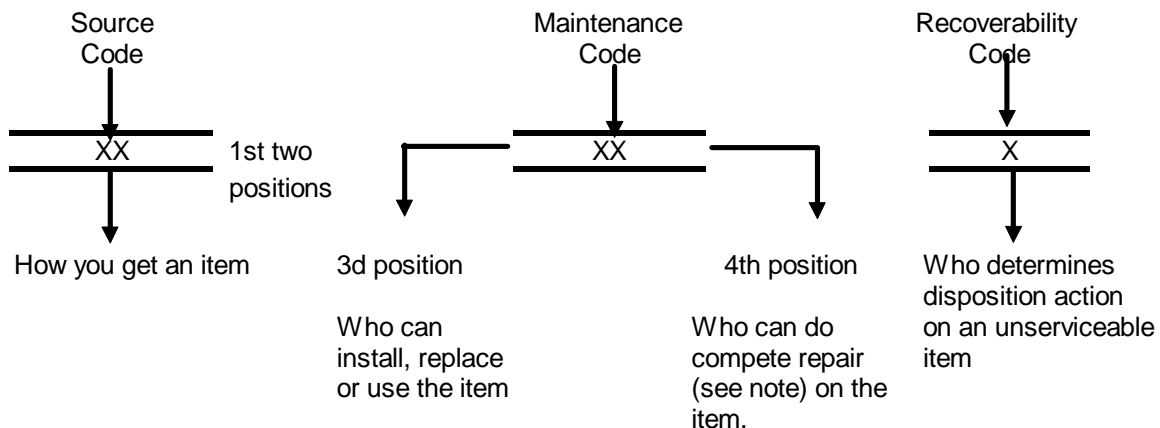 Source
Code
Maintenance
Code
Recoverability
Code
XX
1st two
positions
XX
X
How you get an item
3d position
4th position
Who determines
disposition action
on an unserviceable
item
Who can
install, replace
or use the item
Who can do
compete repair
(see note) on the
item.